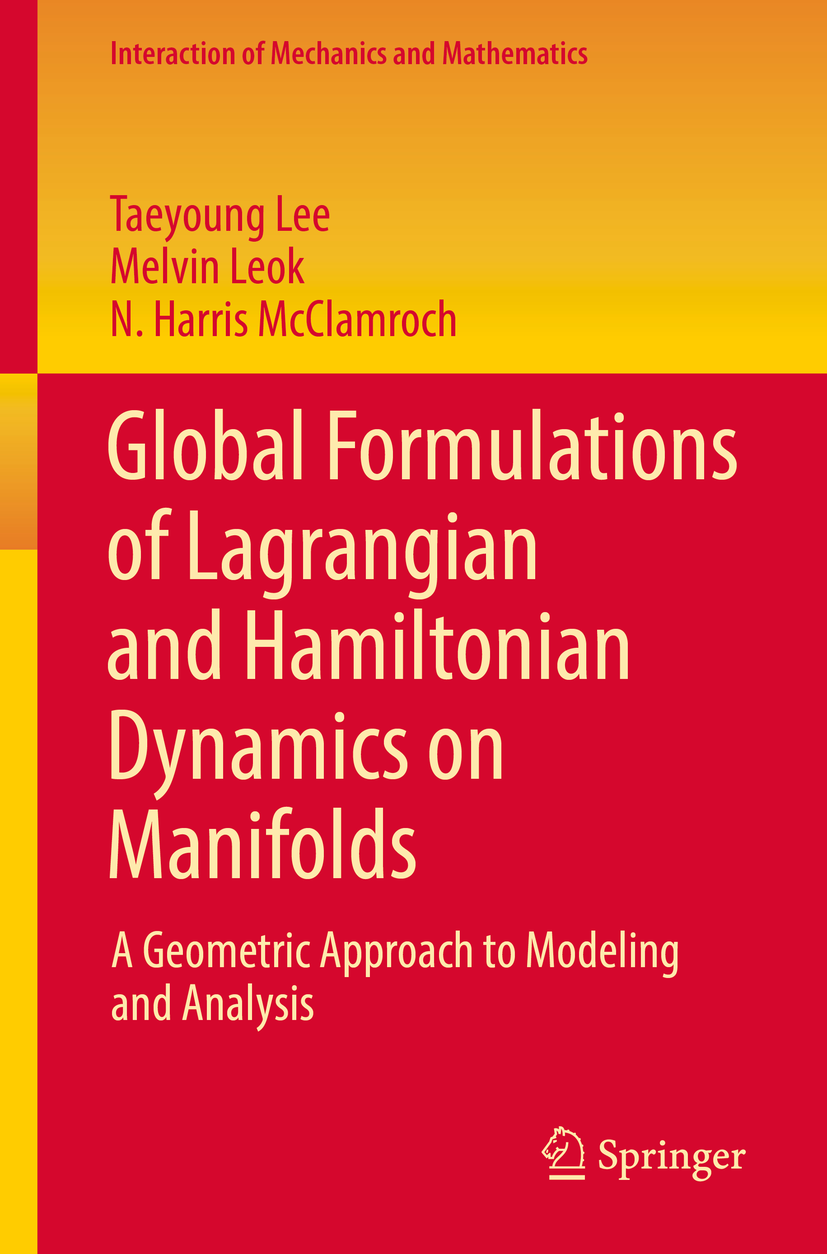 Interaction of Mechanics and Mathematics
Taeyoung Lee
Melvin Leok
N. Harris McClamroch
Global Formulations
of Lagrangian
and Hamiltonian
Dynamics on
Manifolds
A Geometric Approach to Modeling
and Analysis
Springer